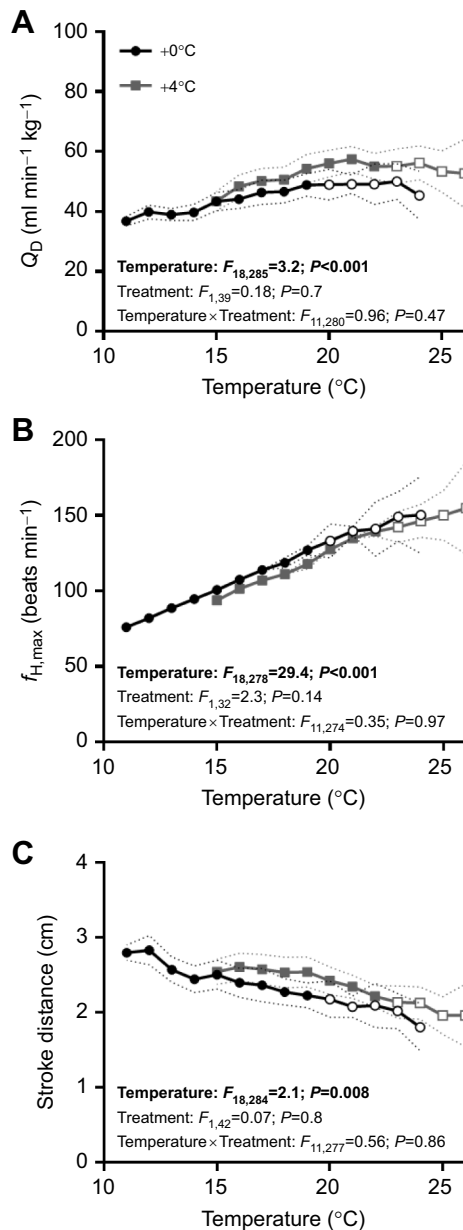 A
100
80
60
40
20
0
Q_D (ml min⁻¹ kg⁻¹)
+0°C
+4°C
Temperature: F₁₈,₂₈₅=3.2; P<0.001
Treatment: F₁,₃₉=0.18; P=0.7
Temperature×Treatment: F₁₁,₂₈₀=0.96; P=0.47
10 15 20 25
Temperature (°C)
B
200
150
100
50
0
f_H,max (beats min⁻¹)
Temperature: F₁₈,₂₇₈=29.4; P<0.001
Treatment: F₁,₃₂=2.3; P=0.14
Temperature×Treatment: F₁₁,₂₇₄=0.35; P=0.97
10 15 20 25
Temperature (°C)
C
4
3
2
1
0
Stroke distance (cm)
Temperature: F₁₈,₂₈₄=2.1; P=0.008
Treatment: F₁,₄₂=0.07; P=0.8
Temperature×Treatment: F₁₁,₂₇₇=0.56; P=0.86
10 15 20 25
Temperature (°C)